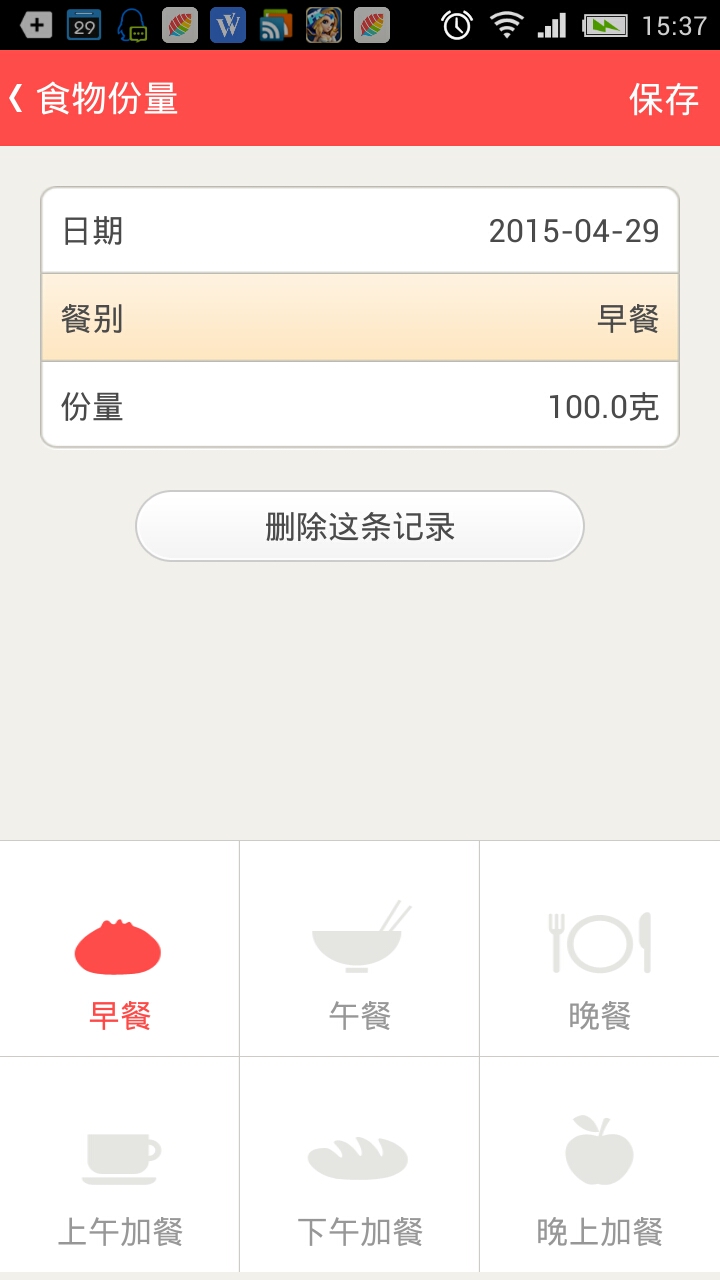 29
15:37
食物份量
保存
日期
2015-04-29
餐别
早餐
份量
100.0克
删除这条记录
早餐
午餐
晚餐
上午加餐
下午加餐
晚上加餐